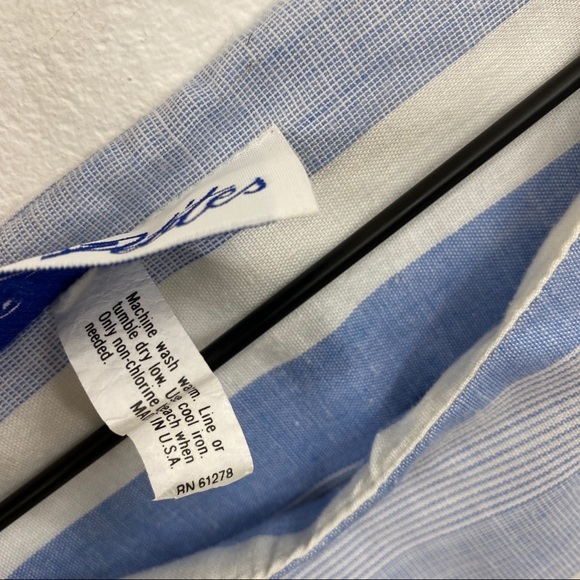 Petites
Machine wash warm. Line or
tumble dry low. Use cool iron.
Only non-chlorine bleach when
needed.
MADE IN U.S.A.
RN 61278